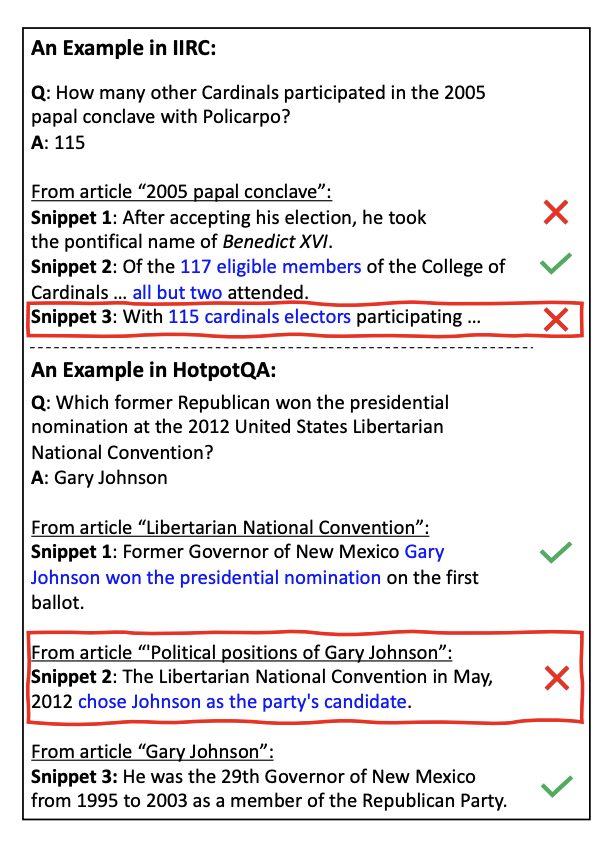 An Example in IIRC:
Q: How many other Cardinals participated in the 2005
papal conclave with Policarpo?
A: 115
From article “2005 papal conclave”:
Snippet 1: After accepting his election, he took
the pontifical name of Benedict XVI.
Snippet 2: Of the 117 eligible members of the College of
Cardinals … all but two attended.
Snippet 3: With 115 cardinals electors participating …
An Example in HotpotQA:
Q: Which former Republican won the presidential
nomination at the 2012 United States Libertarian
National Convention?
A: Gary Johnson
From article “Libertarian National Convention”:
Snippet 1: Former Governor of New Mexico Gary
Johnson won the presidential nomination on the first
ballot.
From article “'Political positions of Gary Johnson”:
Snippet 2: The Libertarian National Convention in May,
2012 chose Johnson as the party's candidate.
From article “Gary Johnson”:
Snippet 3: He was the 29th Governor of New Mexico
from 1995 to 2003 as a member of the Republican Party.